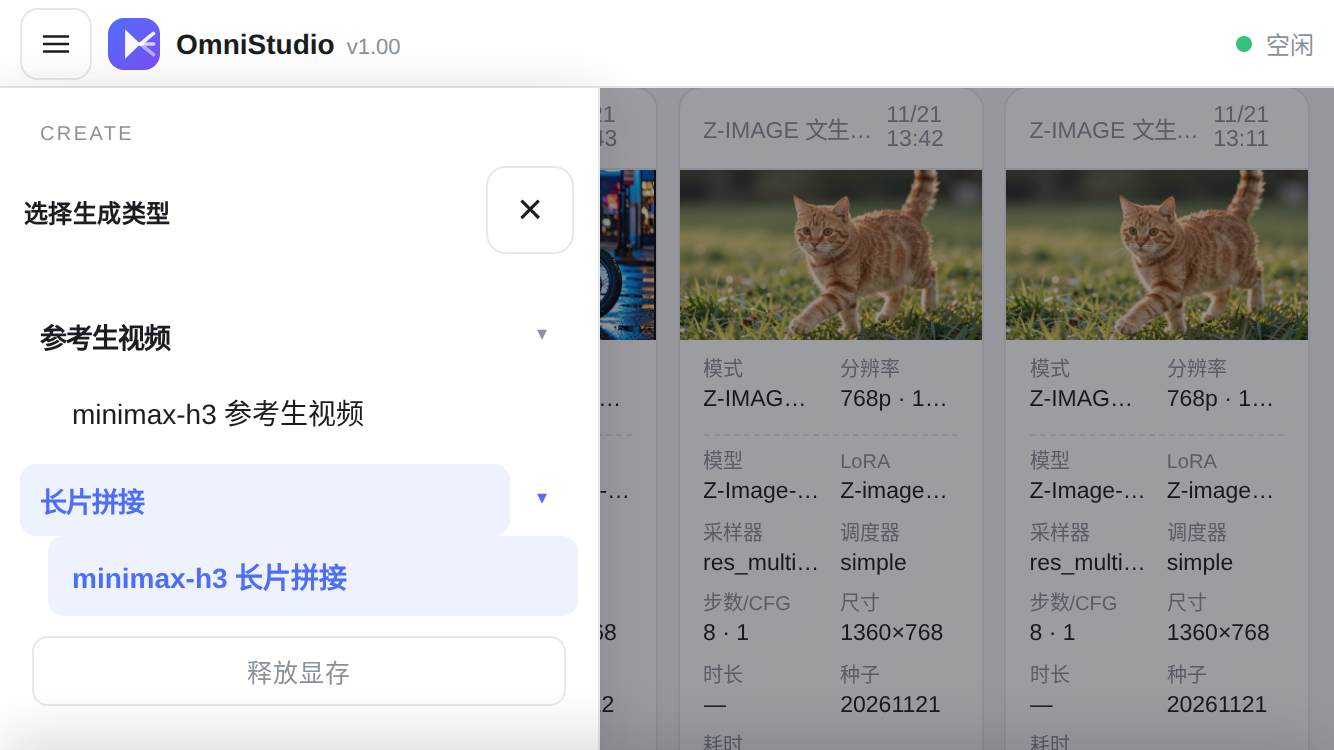 OmniStudio v1.00
空闲
CREATE
选择生成类型
参考生视频
minimax-h3 参考生视频
长片拼接
minimax-h3 长片拼接
释放显存
Z-IMAGE 文生…
11/21
13:42
模式
分辨率
Z-IMAG…
768p · 1…
模型
LoRA
Z-Image-…
Z-image…
采样器
调度器
res_multi…
simple
步数/CFG
尺寸
8 · 1
1360×768
时长
种子
—
20261121
耗时
Z-IMAGE 文生…
11/21
13:11
模式
分辨率
Z-IMAG…
768p · 1…
模型
LoRA
Z-Image-…
Z-image…
采样器
调度器
res_multi…
simple
步数/CFG
尺寸
8 · 1
1360×768
时长
种子
—
20261121
耗时